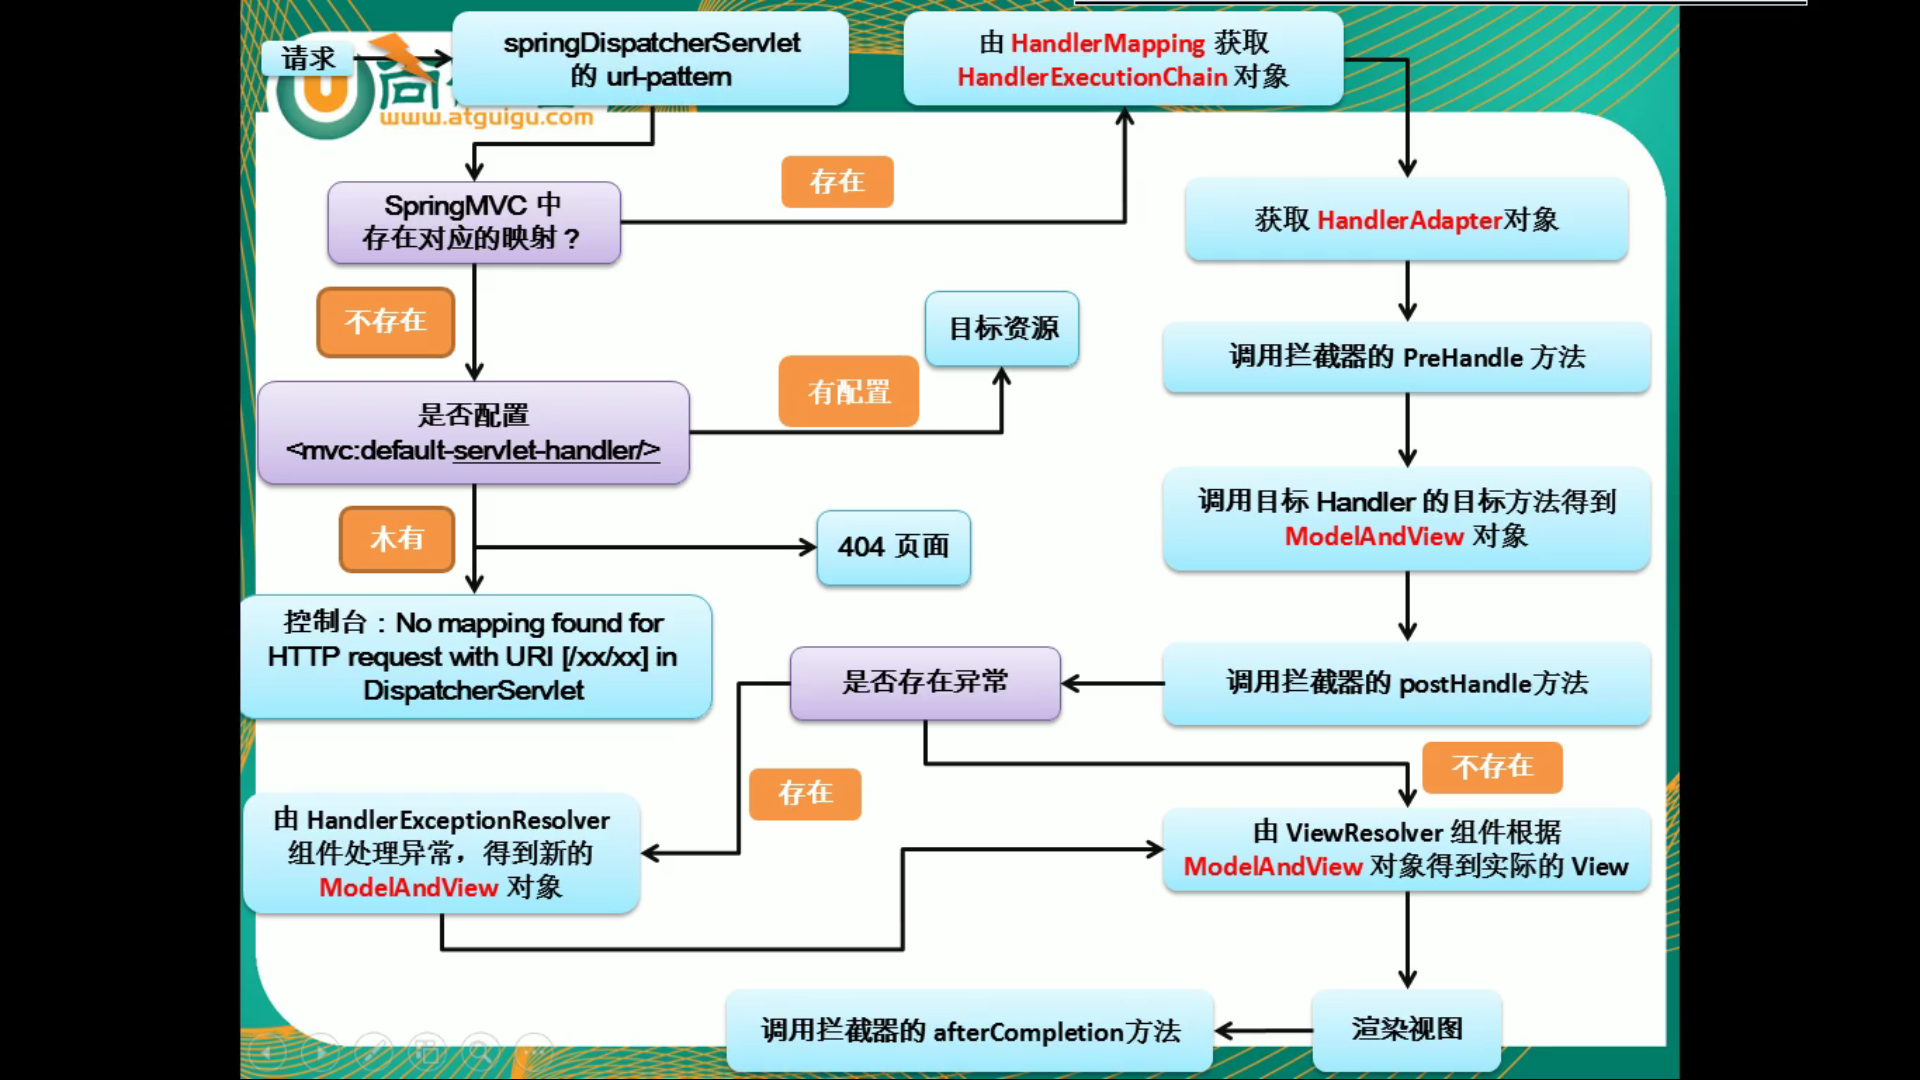 请求
springDispatcherServlet
的 url-pattern
www.atguigu.com
由 HandlerMapping 获取
HandlerExecutionChain 对象
SpringMVC 中
存在对应的映射？
存在
获取 HandlerAdapter对象
不存在
目标资源
调用拦截器的 PreHandle 方法
是否配置
<mvc:default-servlet-handler/>
有配置
调用目标 Handler 的目标方法得到
ModelAndView 对象
木有
404 页面
控制台：No mapping found for
HTTP request with URI [/xx/xx] in
DispatcherServlet
是否存在异常
调用拦截器的 postHandle方法
存在
不存在
由 HandlerExceptionResolver
组件处理异常，得到新的
ModelAndView 对象
由 ViewResolver 组件根据
ModelAndView 对象得到实际的 View
调用拦截器的 afterCompletion方法
渲染视图